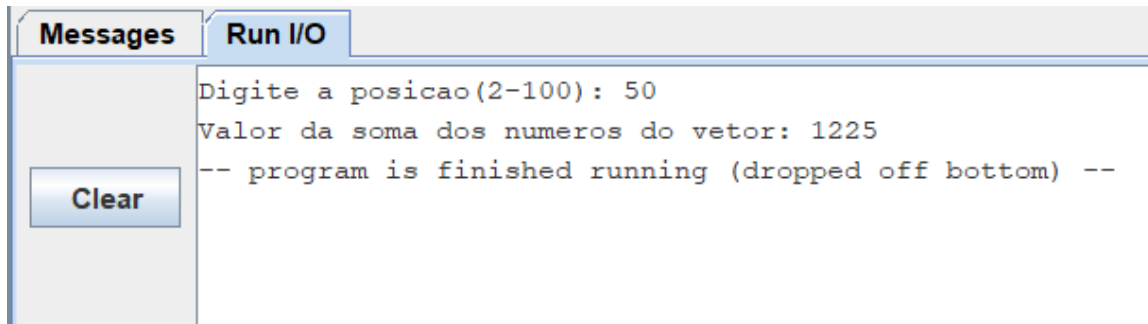 Messages Run I/O
Digite a posicao(2-100): 50
Valor da soma dos numeros do vetor: 1225
-- program is finished running (dropped off bottom) --
Clear